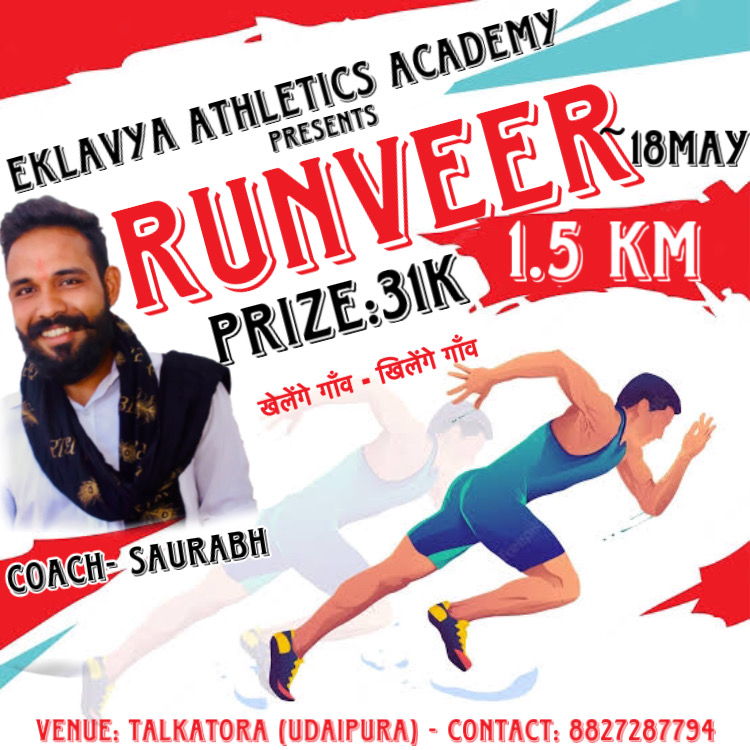 EKLAVYA ATHLETICS ACADEMY
PRESENTS
RUNVEER
~18MAY
1.5 KM
PRIZE:31K
खेलेंगे गाँव - खिलेंगे गाँव
COACH- SAURABH
VENUE: TALKATORA (UDAIPURA) - CONTACT: 8827287794